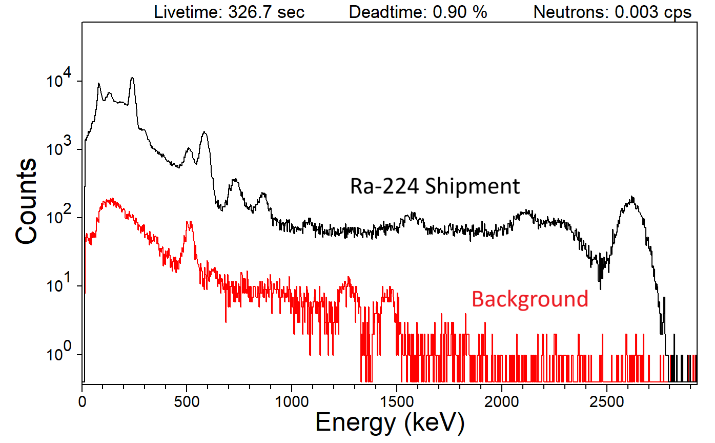 Livetime: 326.7 sec Deadtime: 0.90 % Neutrons: 0.003 cps
10^4
10^3
10^2
10^1
10^0
Counts
Ra-224 Shipment
Background
0 500 1000 1500 2000 2500
Energy (keV)